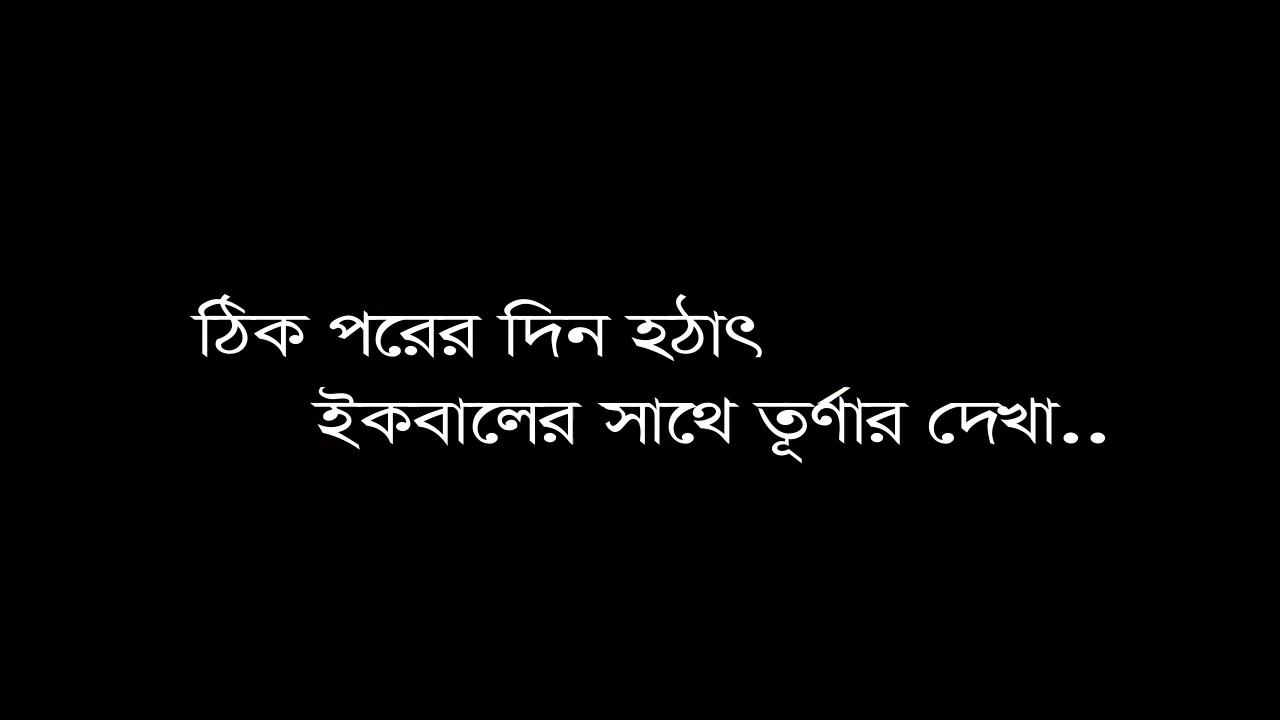 ঠিক পরের দিন হঠাৎ
ইকবালের সাথে তূর্ণার দেখা..